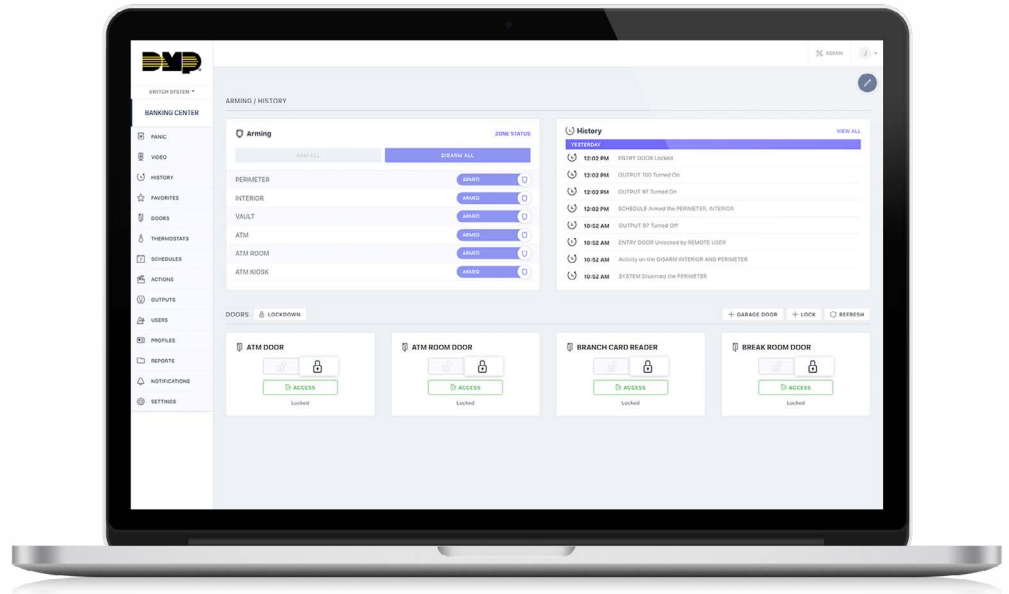 DMP
ADMIN
J
SWITCH SYSTEM
BANKING CENTER
PANIC
VIDEO
HISTORY
FAVORITES
DOORS
THERMOSTATS
SCHEDULES
ACTIONS
OUTPUTS
USERS
PROFILES
REPORTS
NOTIFICATIONS
SETTINGS
ARMING / HISTORY
Arming
ZONE STATUS
ARM ALL
DISARM ALL
PERIMETER
ARMED
INTERIOR
ARMED
VAULT
ARMED
ATM
ARMED
ATM ROOM
ARMED
ATM KIOSK
ARMED
History
VIEW ALL
YESTERDAY
12:02 PM ENTRY DOOR Locked
12:02 PM OUTPUT 100 Turned On
12:02 PM OUTPUT 97 Turned On
12:02 PM SCHEDULE Armed the PERIMETER, INTERIOR
10:52 AM OUTPUT 97 Turned Off
10:52 AM ENTRY DOOR Unlocked by REMOTE USER
10:52 AM Activity on the DISARM INTERIOR AND PERIMETER
10:52 AM SYSTEM Disarmed the PERIMETER
DOORS
LOCKDOWN
+ GARAGE DOOR
+ LOCK
REFRESH
ATM DOOR
ACCESS
Locked
ATM ROOM DOOR
ACCESS
Locked
BRANCH CARD READER
ACCESS
Locked
BREAK ROOM DOOR
ACCESS
Locked